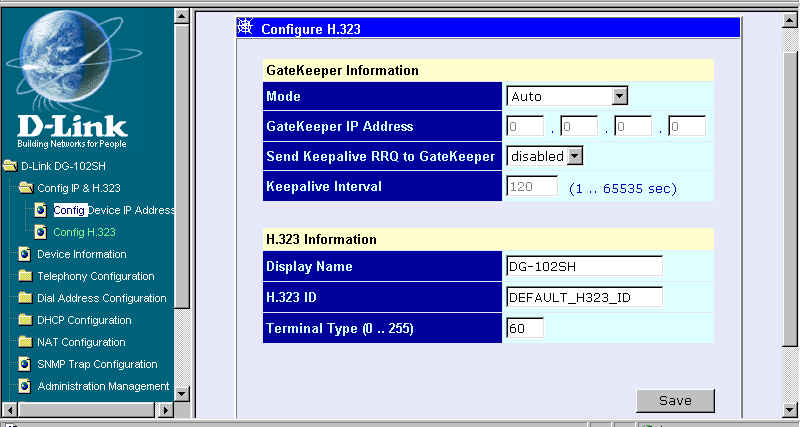 D-Link
Building Networks for People
D-Link DG-102SH
Config IP & H.323
Config Device IP Address
Config H.323
Device Information
Telephony Configuration
Dial Address Configuration
DHCP Configuration
NAT Configuration
SNMP Trap Configuration
Administration Management
Configure H.323
GateKeeper Information
Mode Auto
GateKeeper IP Address 0 . 0 . 0 . 0
Send Keepalive RRQ to GateKeeper disabled
Keepalive Interval 120 (1 .. 65535 sec)
H.323 Information
Display Name DG-102SH
H.323 ID DEFAULT_H323_ID
Terminal Type (0 .. 255) 60
Save